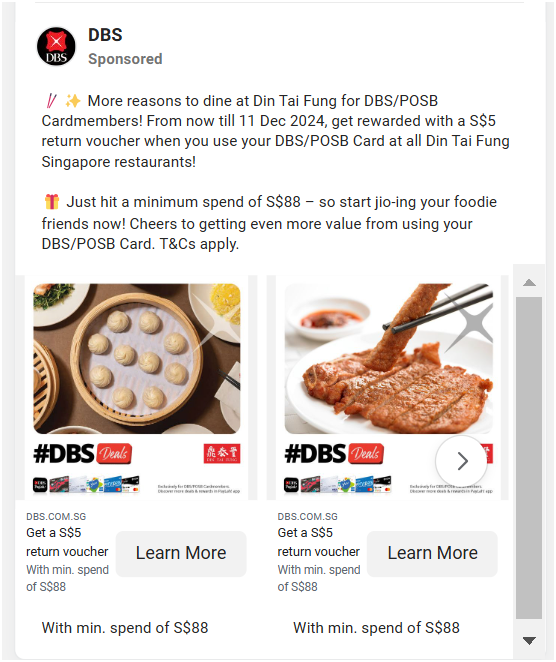 DBS
DBS
Sponsored
More reasons to dine at Din Tai Fung for DBS/POSB
Cardmembers! From now till 11 Dec 2024, get rewarded with a S$5
return voucher when you use your DBS/POSB Card at all Din Tai Fung
Singapore restaurants!
Just hit a minimum spend of S$88 – so start jio-ing your foodie
friends now! Cheers to getting even more value from using your
DBS/POSB Card. T&Cs apply.
#DBS Deals
鼎泰豐
DIN TAI FUNG
Exclusively for DBS/POSB Cardmembers.
Discover more deals & rewards in PayLah! app
DBS.COM.SG
Get a S$5
return voucher
With min. spend
of S$88
Learn More
With min. spend of S$88
#DBS Deals
Exclusively for DBS/POSB Cardmembers.
Discover more deals & rewards in PayLah! app
DBS.COM.SG
Get a S$5
return voucher
With min. spend
of S$88
Learn More
With min. spend of S$88